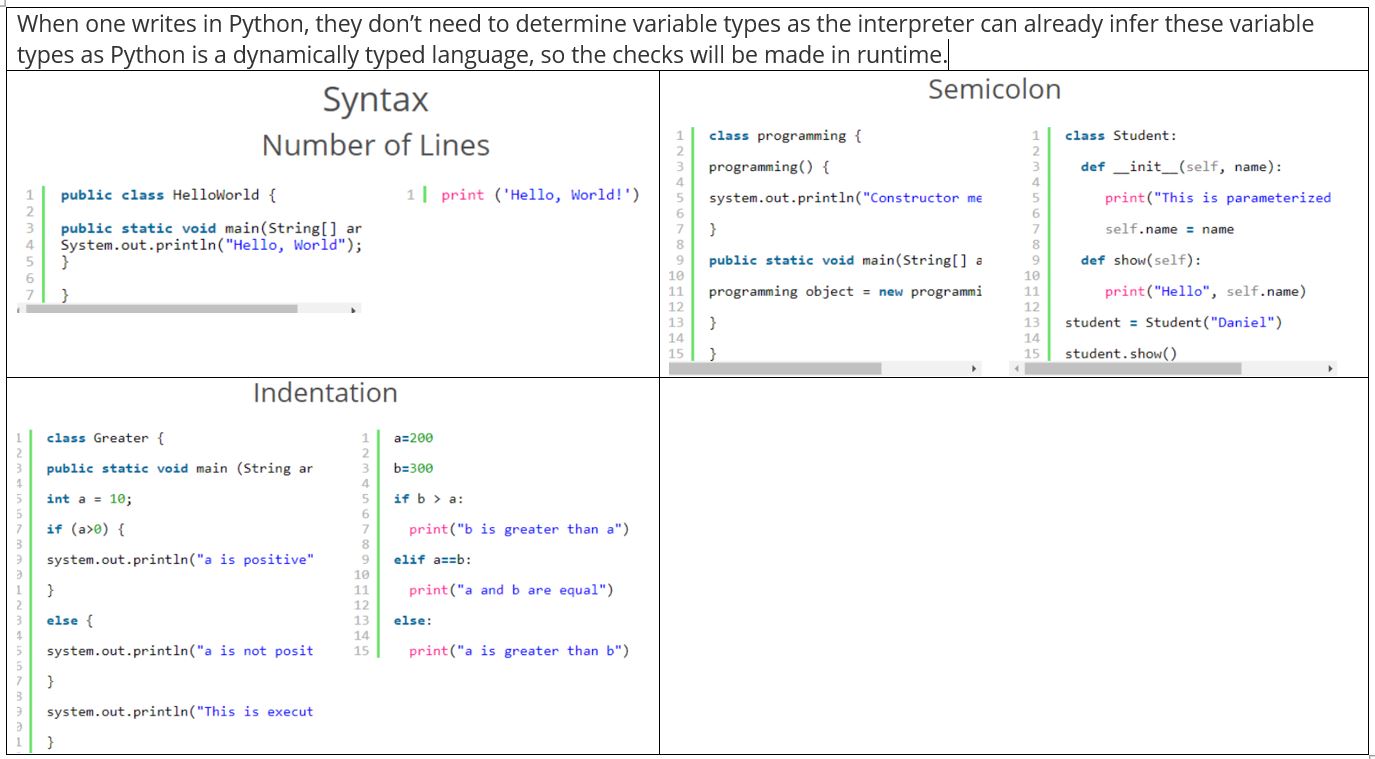 When one writes in Python, they don’t need to determine variable types as the interpreter can already infer these variable
types as Python is a dynamically typed language, so the checks will be made in runtime.
Syntax
Number of Lines
1 public class HelloWorld {
2
3 public static void main(String[] ar
4 System.out.println("Hello, World");
5 }
6
7 }
1 print ('Hello, World!')
Semicolon
1 class programming {
2
3 programming() {
4
5 system.out.println("Constructor me
6
7 }
8
9 public static void main(String[] a
10
11 programming object = new programmi
12
13 }
14
15 }
1 class Student:
2
3 def __init__(self, name):
4
5 print("This is parameterized
6
7 self.name = name
8
9 def show(self):
10
11 print("Hello", self.name)
12
13 student = Student("Daniel")
14
15 student.show()
Indentation
1 class Greater {
2
3 public static void main (String ar
4
5 int a = 10;
6
7 if (a>0) {
8
9 system.out.println("a is positive"
0
1 }
2
3 else {
4
5 system.out.println("a is not posit
6
7 }
8
9 system.out.println("This is execut
0
1 }
1 a=200
2
3 b=300
4
5 if b > a:
6
7 print("b is greater than a")
8
9 elif a==b:
10
11 print("a and b are equal")
12
13 else:
14
15 print("a is greater than b")